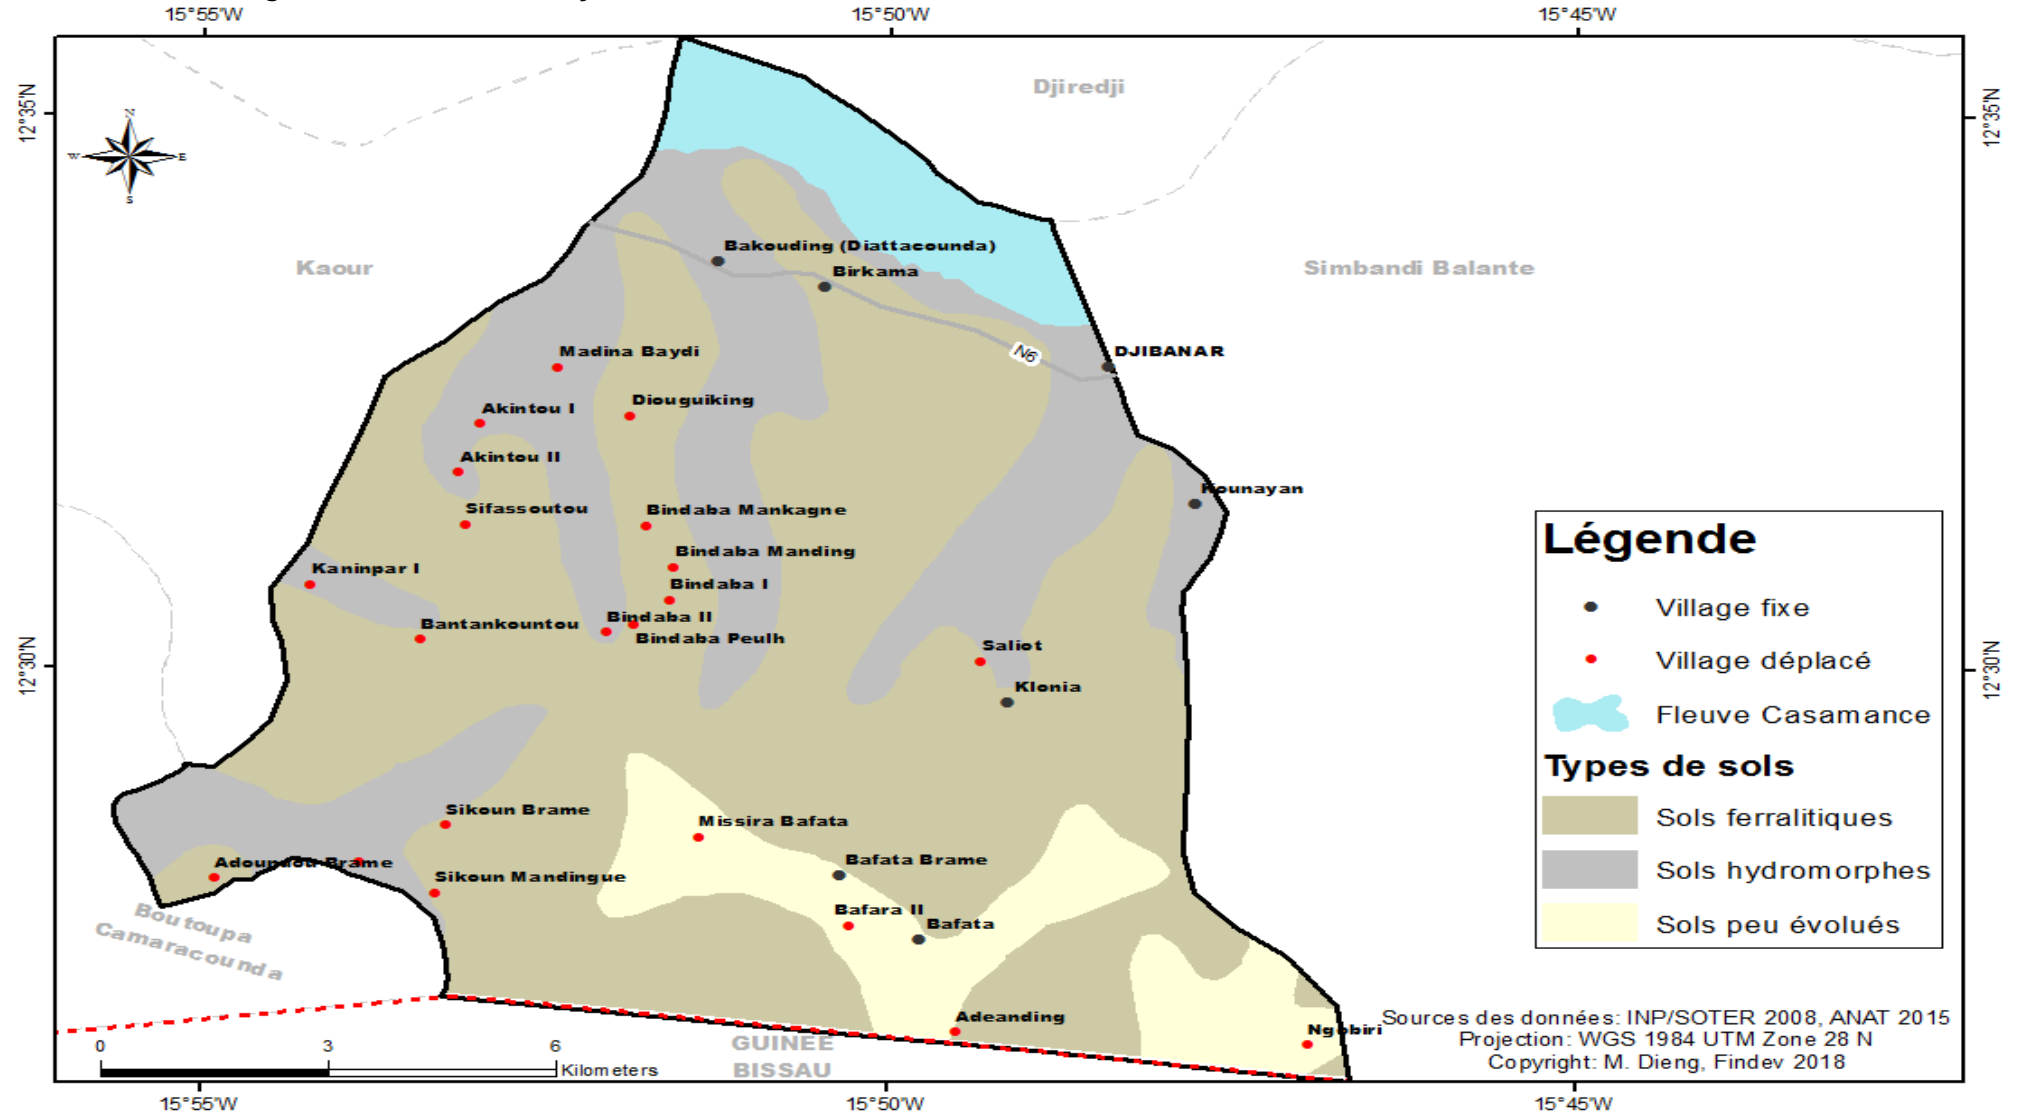 15°55'W
15°50'W
15°45'W
12°35'N
12°35'N
N
W
E
S
Djiredji
Kaour
Simbandi Balante
Bakouding (Diattacounda)
Birkama
N6
DJIBANAR
Madina Baydi
Diouguiking
Akintou I
Akintou II
Sifassoutou
Bindaba Mankagne
Kounayan
Bindaba Manding
Kaninpar I
Bindaba I
Bindaba II
Bantankountou
Bindaba Peulh
Saliot
Klonia
12°30'N
12°30'N
Sikoun Brame
Missira Bafata
Brame
Bafata Brame
Sikoun Mandingue
Bafara II
Bafata
Boutoupa
Camaracounda
Adeanding
Ngobiri
GUINEE
BISSAU
Légende
Village fixe
Village déplacé
Fleuve Casamance
Types de sols
Sols ferralitiques
Sols hydromorphes
Sols peu évolués
Sources des données: INP/SOTER 2008, ANAT 2015
Projection: WGS 1984 UTM Zone 28 N
Copyright: M. Dieng, Findev 2018
0
3
6
Kilometers
15°55'W
15°50'W
15°45'W